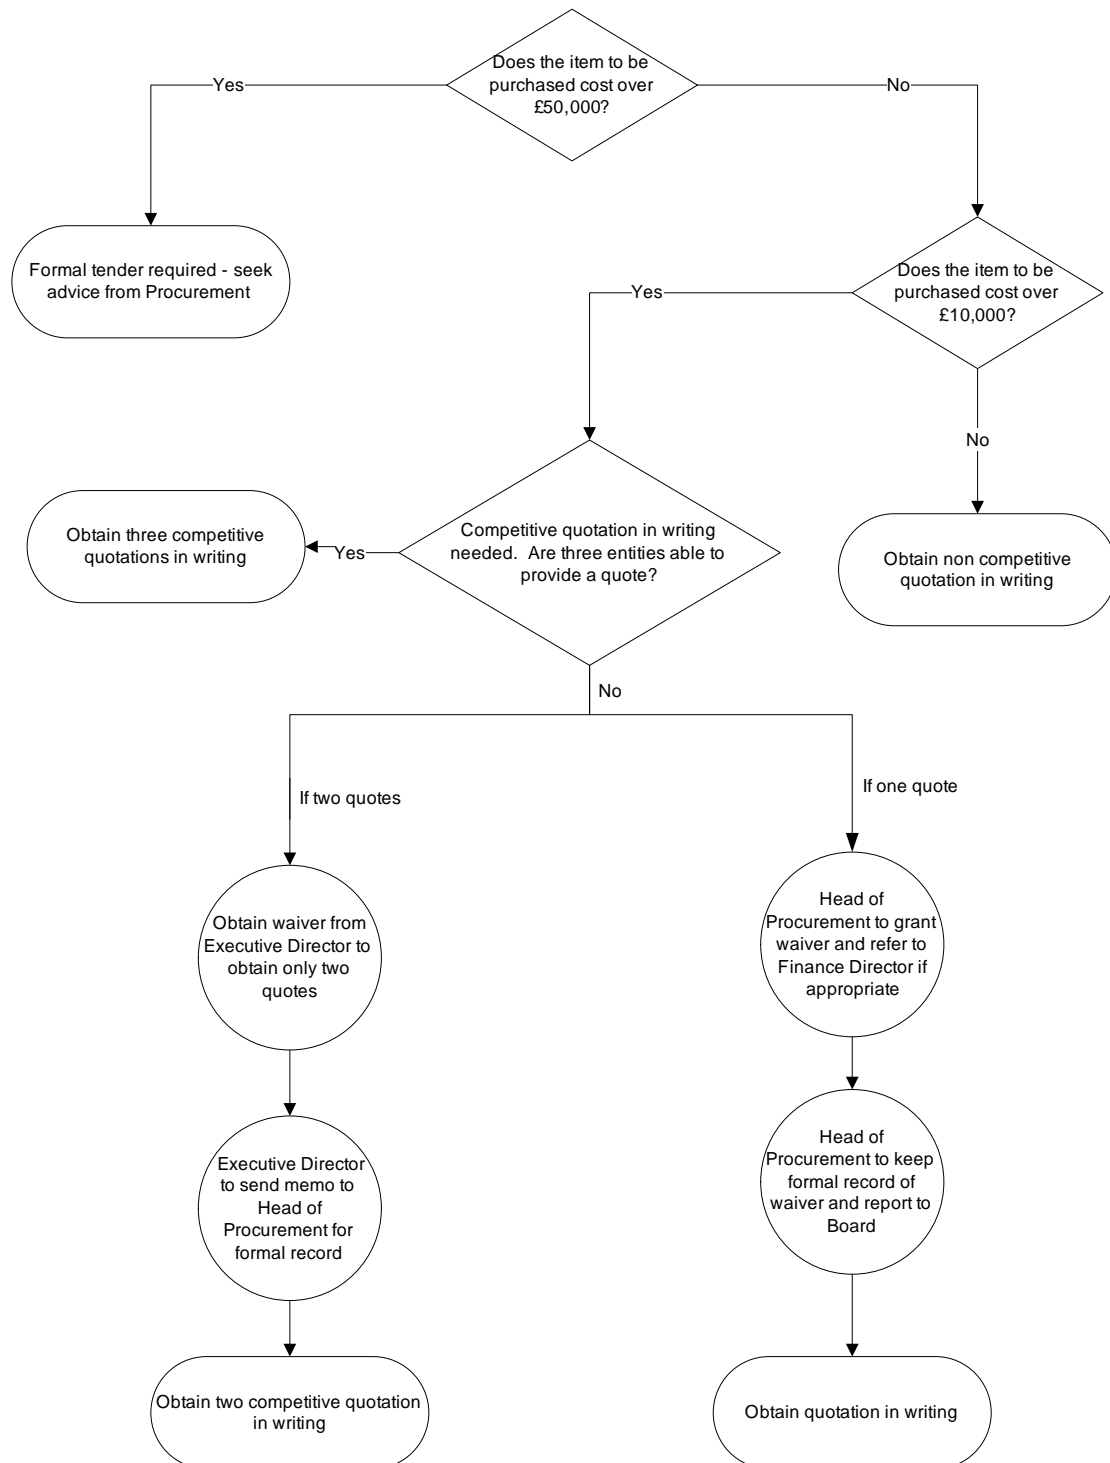 Does the item to be
purchased cost over
£50,000?
Yes
No
Formal tender required - seek
advice from Procurement
Does the item to be
purchased cost over
£10,000?
Yes
No
Competitive quotation in writing
needed.  Are three entities able to
provide a quote?
Yes
Obtain three competitive
quotations in writing
Obtain non competitive
quotation in writing
No
If two quotes
If one quote
Obtain waiver from
Executive Director to
obtain only two
quotes
Head of
Procurement to grant
waiver and refer to
Finance Director if
appropriate
Executive Director
to send memo to
Head of
Procurement for
formal record
Head of
Procurement to keep
formal record of
waiver and report to
Board
Obtain two competitive quotation
in writing
Obtain quotation in writing